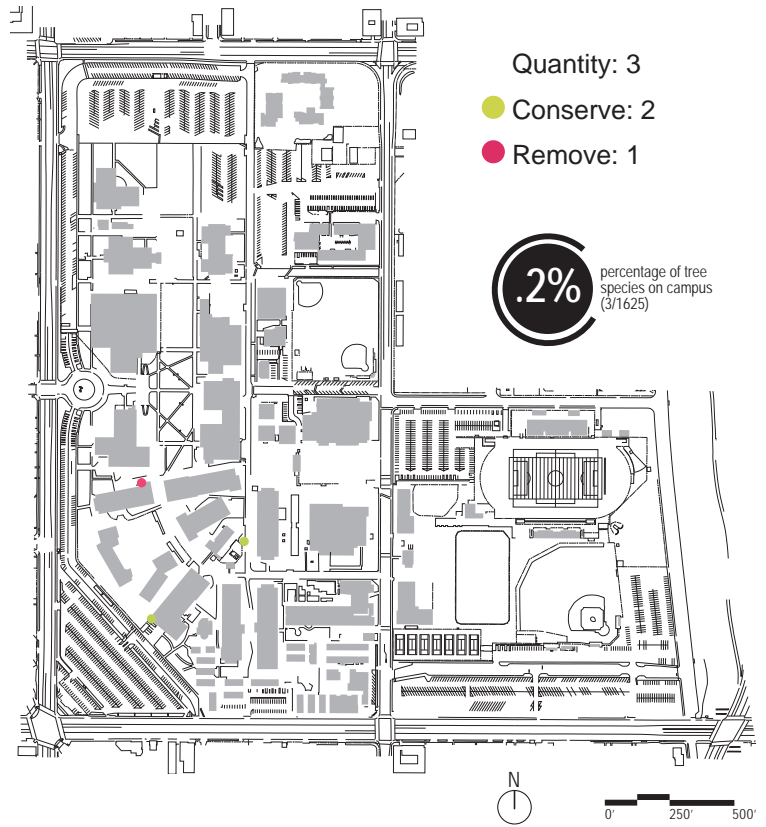 Quantity: 3
Conserve: 2
Remove: 1
.2%
percentage of tree
species on campus
(3/1625)
N
0' 250' 500'